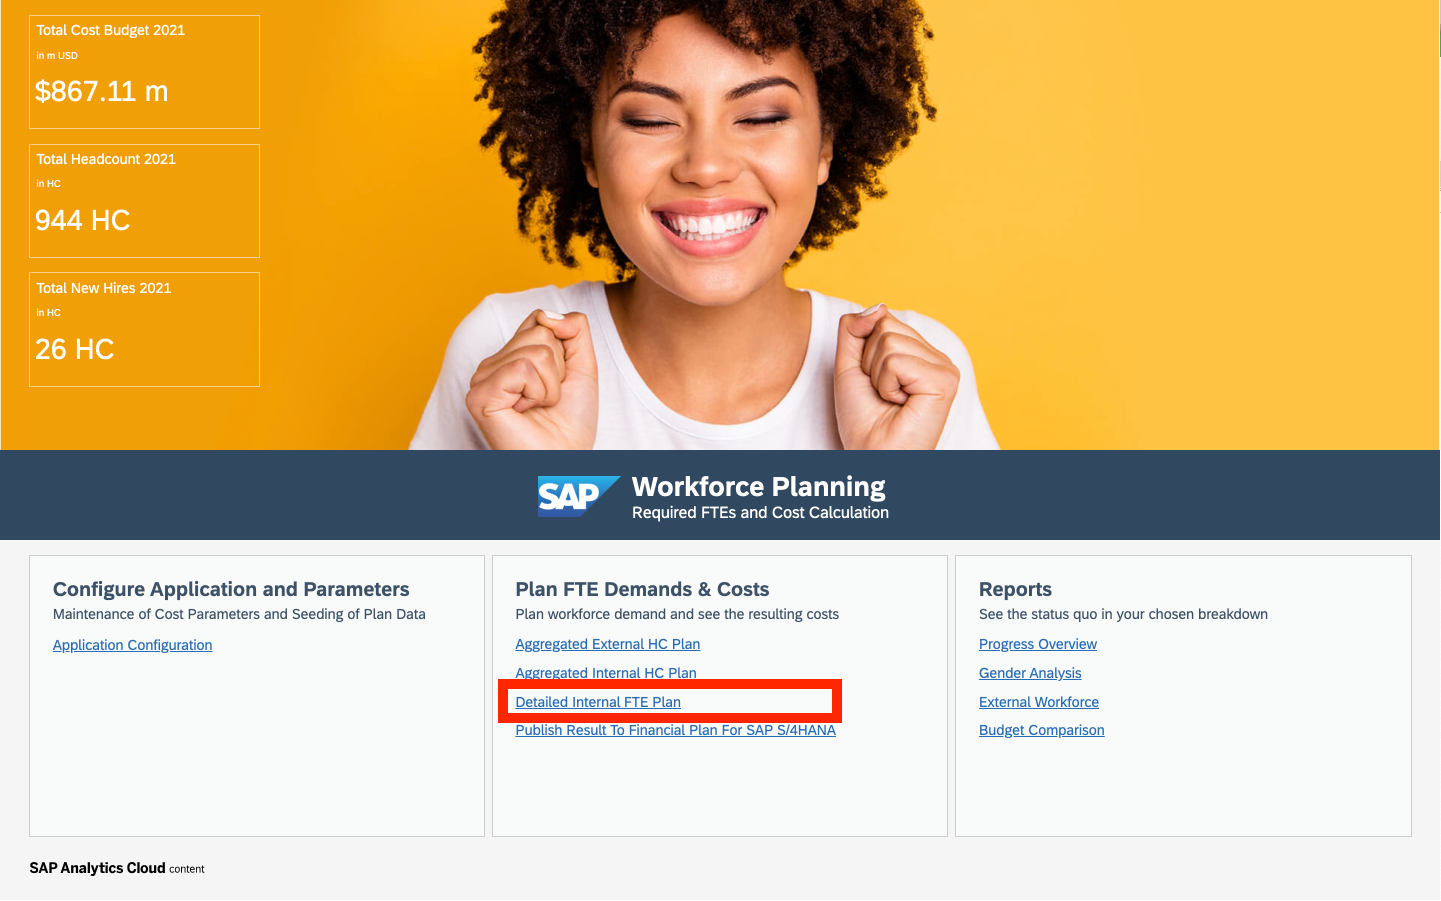 Total Cost Budget 2021
in m USD
$867.11 m
Total Headcount 2021
in HC
944 HC
Total New Hires 2021
in HC
26 HC
SAP
Workforce Planning
Required FTEs and Cost Calculation
Configure Application and Parameters
Maintenance of Cost Parameters and Seeding of Plan Data
Application Configuration
Plan FTE Demands & Costs
Plan workforce demand and see the resulting costs
Aggregated External HC Plan
Aggregated Internal HC Plan
Detailed Internal FTE Plan
Publish Result To Financial Plan For SAP S/4HANA
Reports
See the status quo in your chosen breakdown
Progress Overview
Gender Analysis
External Workforce
Budget Comparison
SAP Analytics Cloud content